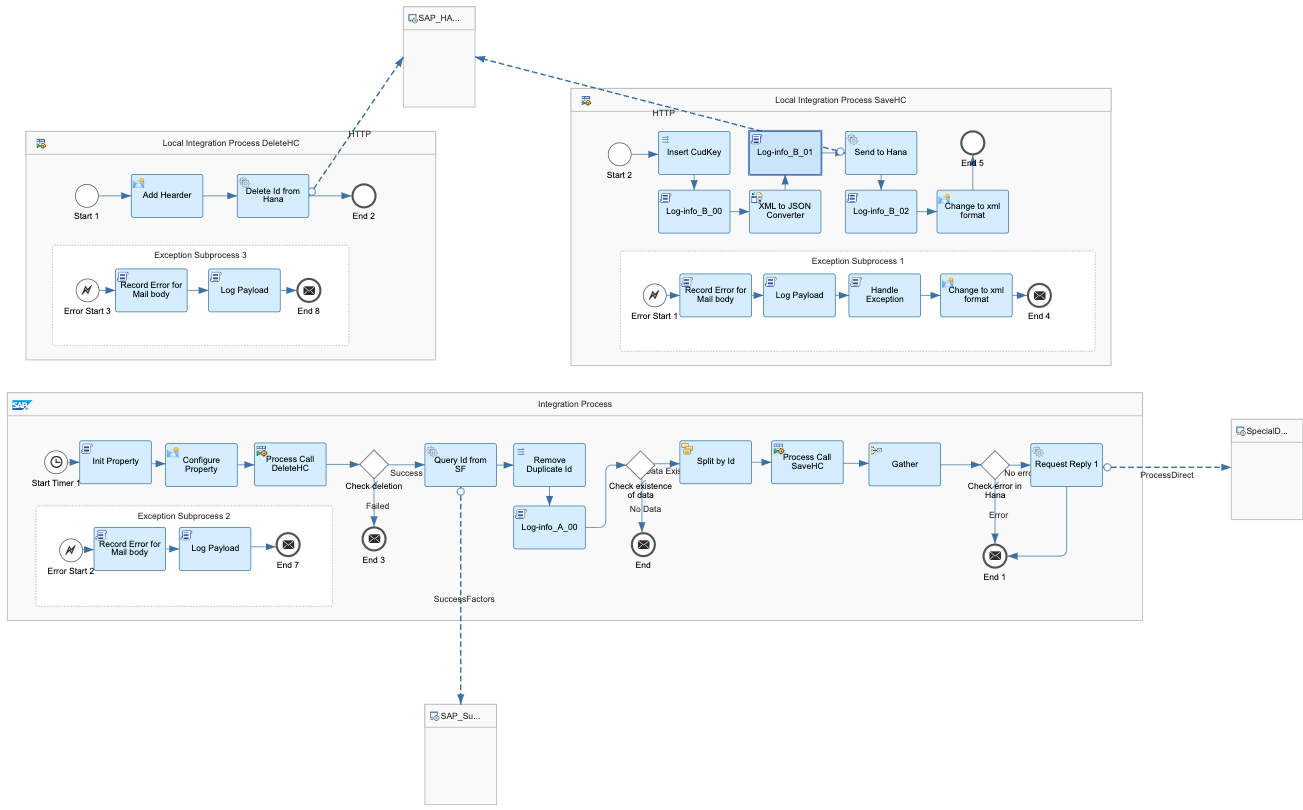 SAP_HA...
HTTP
Local Integration Process DeleteHC
Start 1
Add Hearder
Delete Id from
Hana
End 2
Exception Subprocess 3
Error Start 3
Record Error for
Mail body
Log Payload
End 8
Local Integration Process SaveHC
HTTP
Start 2
Insert CudKey
Log-info_B_01
Send to Hana
End 5
Log-info_B_00
XML to JSON
Converter
Log-info_B_02
Change to xml
format
Exception Subprocess 1
Error Start 1
Record Error for
Mail body
Log Payload
Handle
Exception
Change to xml
format
End 4
SAP
Integration Process
Start Timer 1
Init Property
Configure
Property
Process Call
DeleteHC
Check deletion
Success
Failed
End 3
Query Id from
SF
Remove
Duplicate Id
Log-info_A_00
Check existence
of data
Data Exis
No Data
End
Split by Id
Process Call
SaveHC
Gather
Check error in
Hana
No erro
Error
End 1
Request Reply 1
ProcessDirect
SpecialD...
Exception Subprocess 2
Error Start 2
Record Error for
Mail body
Log Payload
End 7
SuccessFactors
SAP_Su...